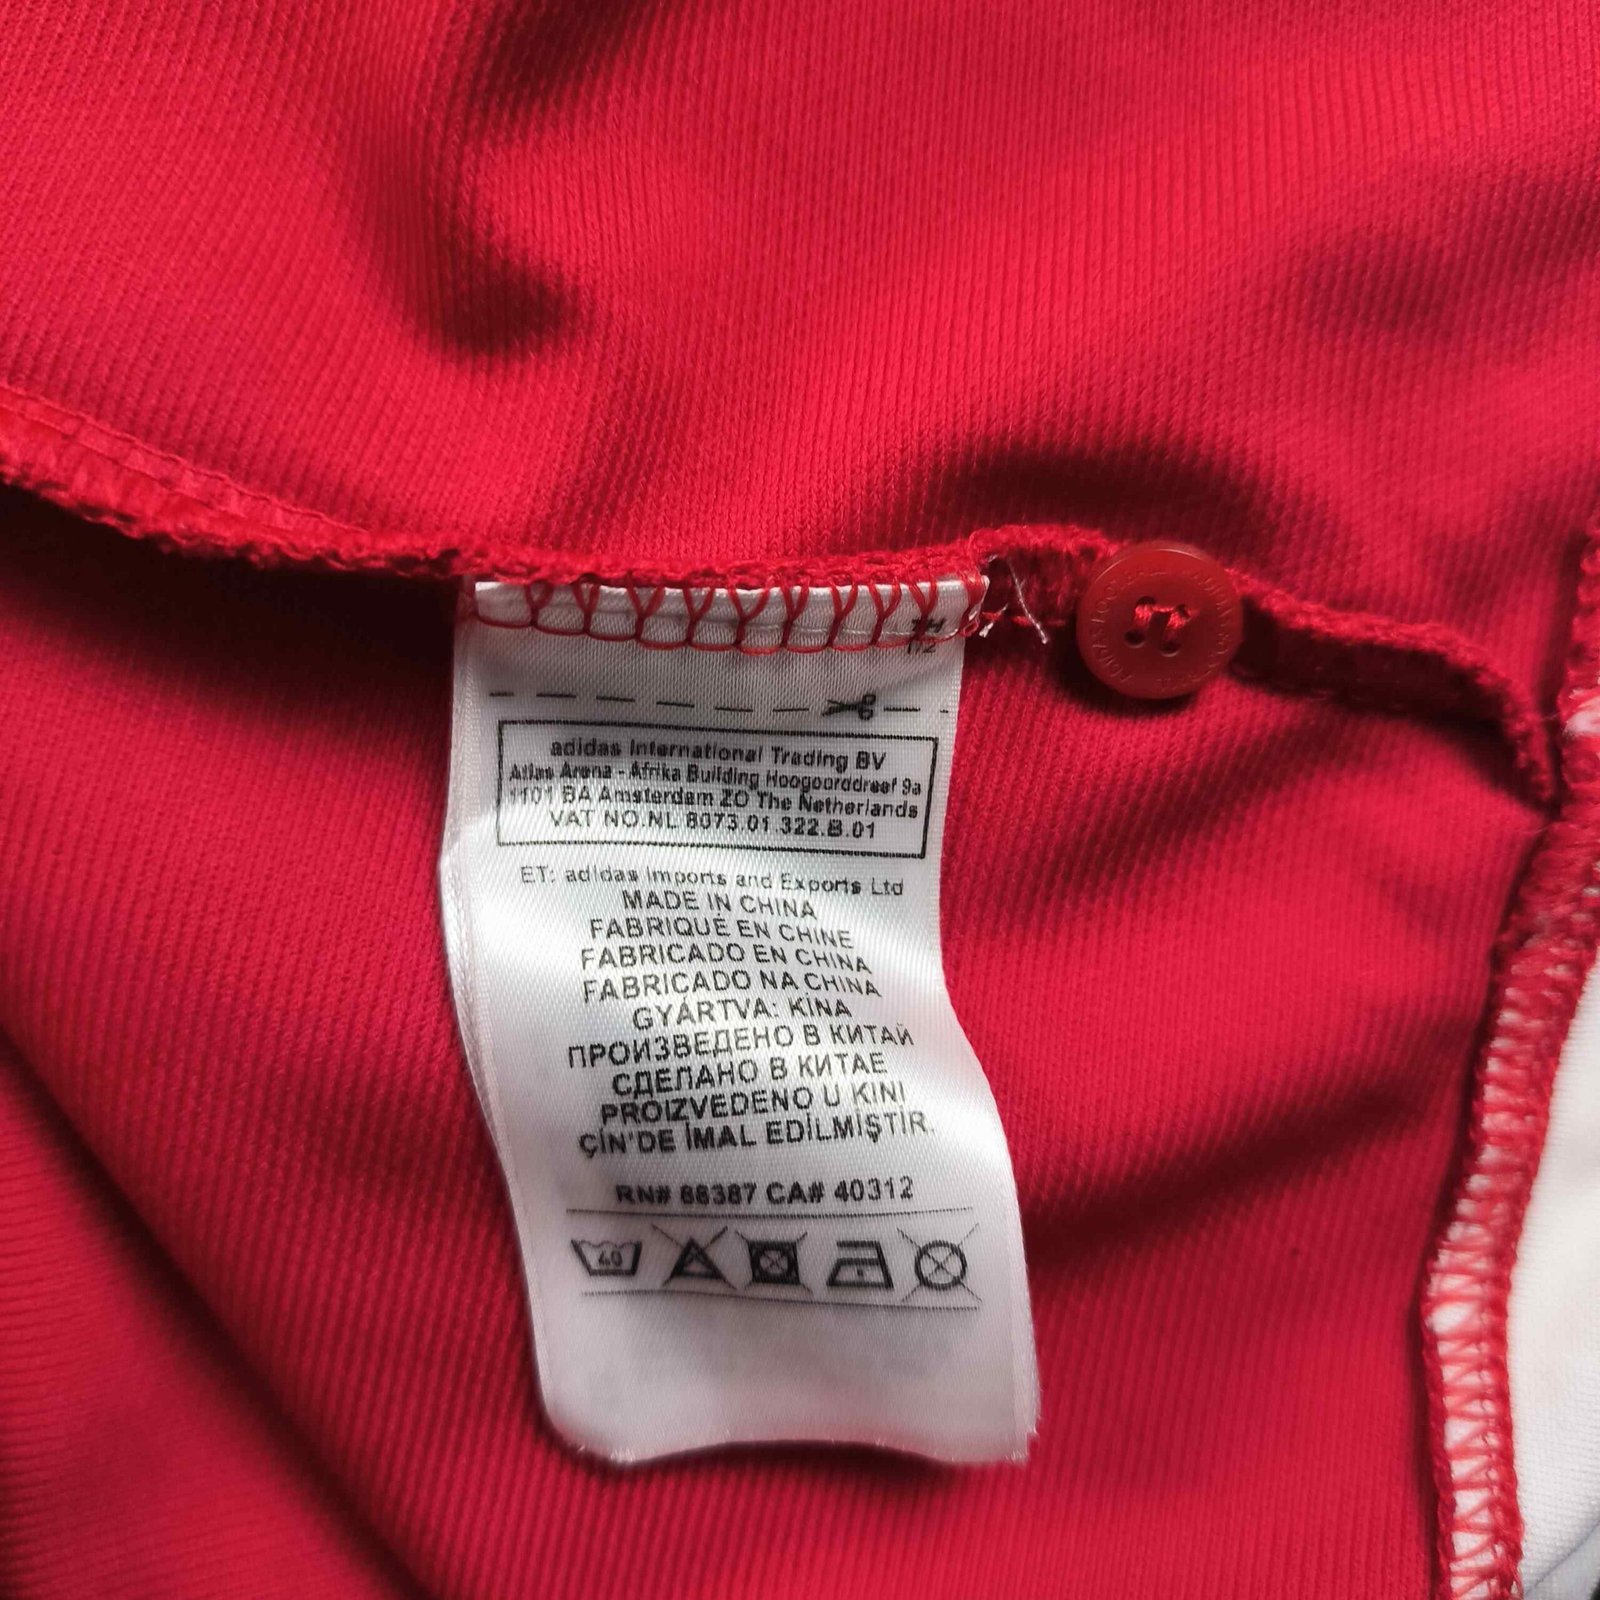 adidas International Trading BV
Atlas Arena - Afrika Building Hoogoorddreef 9a
1101 BA Amsterdam ZO The Netherlands
VAT NO.NL 8073.01.322.B.01
ET: adidas Imports and Exports Ltd
MADE IN CHINA
FABRIQUÉ EN CHINE
FABRICADO EN CHINA
FABRICADO NA CHINA
GYÁRTVA: KÍNA
ПРОИЗВЕДЕНО В КИТАЙ
СДЕЛАНО В КИТАЕ
PROIZVEDENO U KINI
ÇİN'DE İMAL EDİLMİŞTİR.
RN# 88387 CA# 40312
40